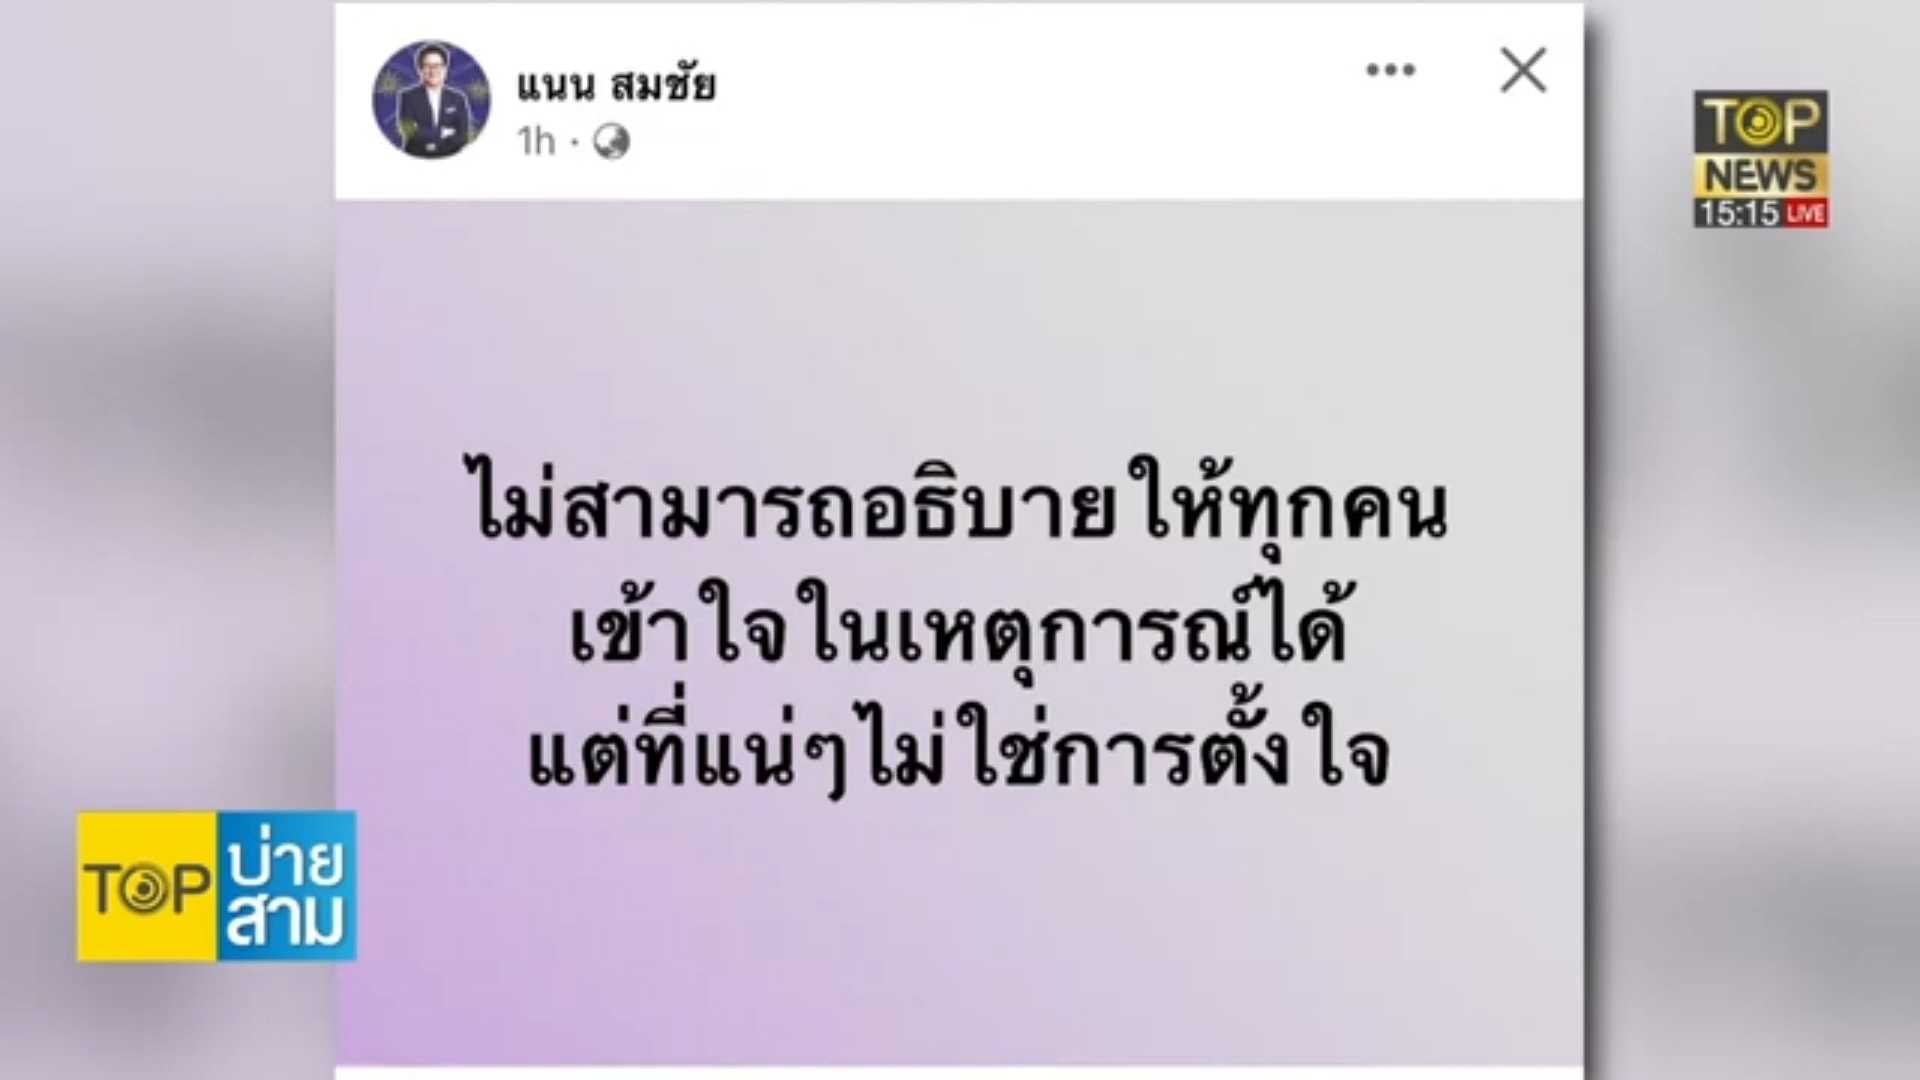 แนน สมชัย
1h ·
TOP
NEWS
15:15 LIVE
ไม่สามารถอธิบายให้ทุกคน
เข้าใจในเหตุการณ์ได้
แต่ที่แน่ๆไม่ใช่การตั้งใจ
TOP บ่าย
สาม